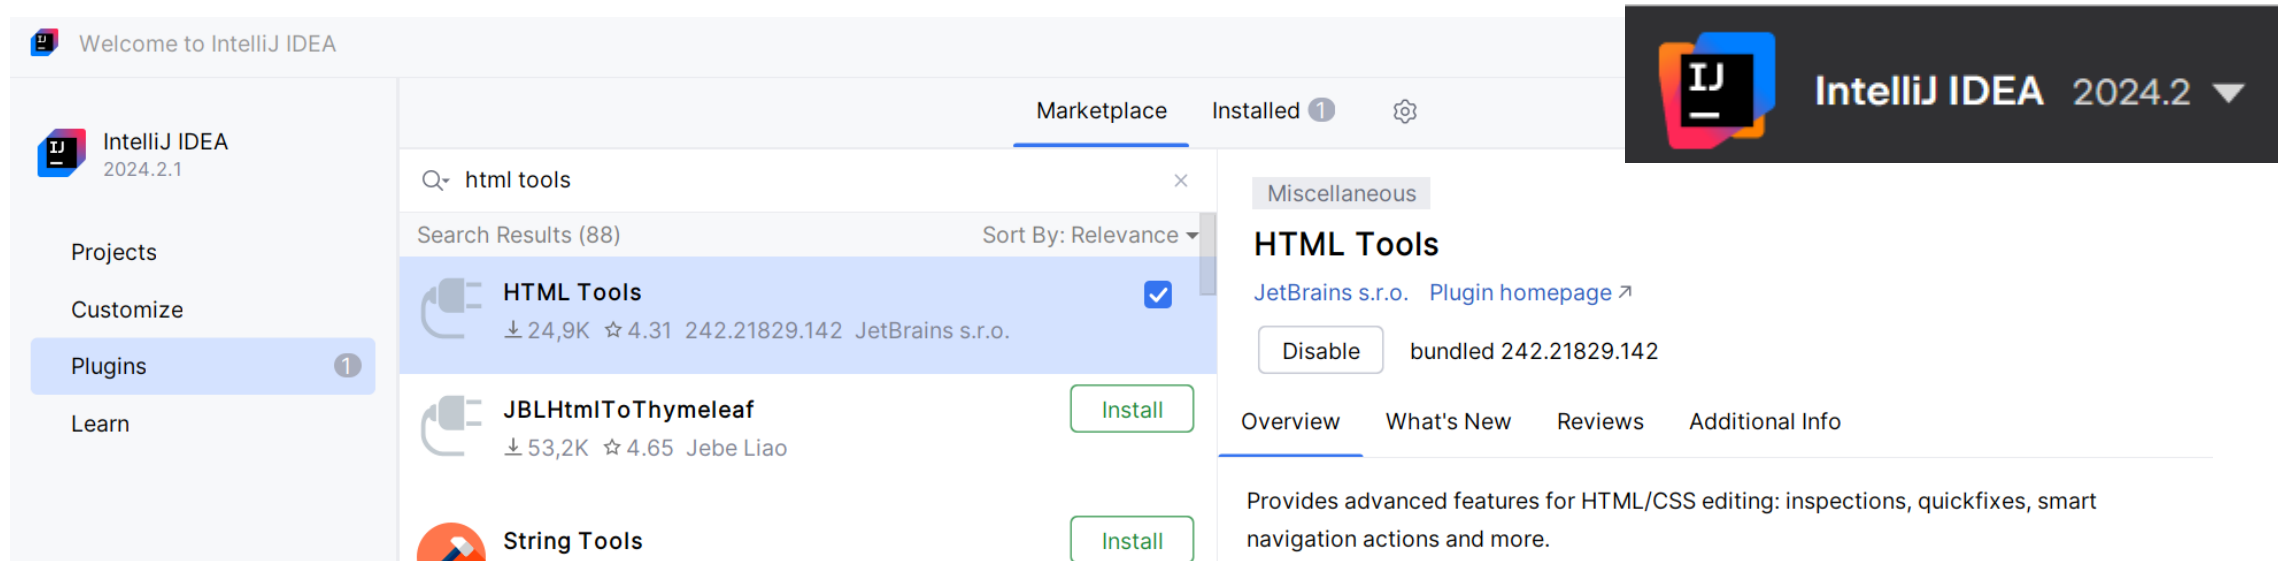 Welcome to IntelliJ IDEA
IntelliJ IDEA 2024.2
IntelliJ IDEA
2024.2.1
Projects
Customize
Plugins 1
Learn
Marketplace Installed 1
html tools
Search Results (88) Sort By: Relevance
HTML Tools
24,9K 4.31 242.21829.142 JetBrains s.r.o.
JBLHtmlToThymeleaf Install
53,2K 4.65 Jebe Liao
String Tools Install
Miscellaneous
HTML Tools
JetBrains s.r.o. Plugin homepage
Disable bundled 242.21829.142
Overview What's New Reviews Additional Info
Provides advanced features for HTML/CSS editing: inspections, quickfixes, smart
navigation actions and more.